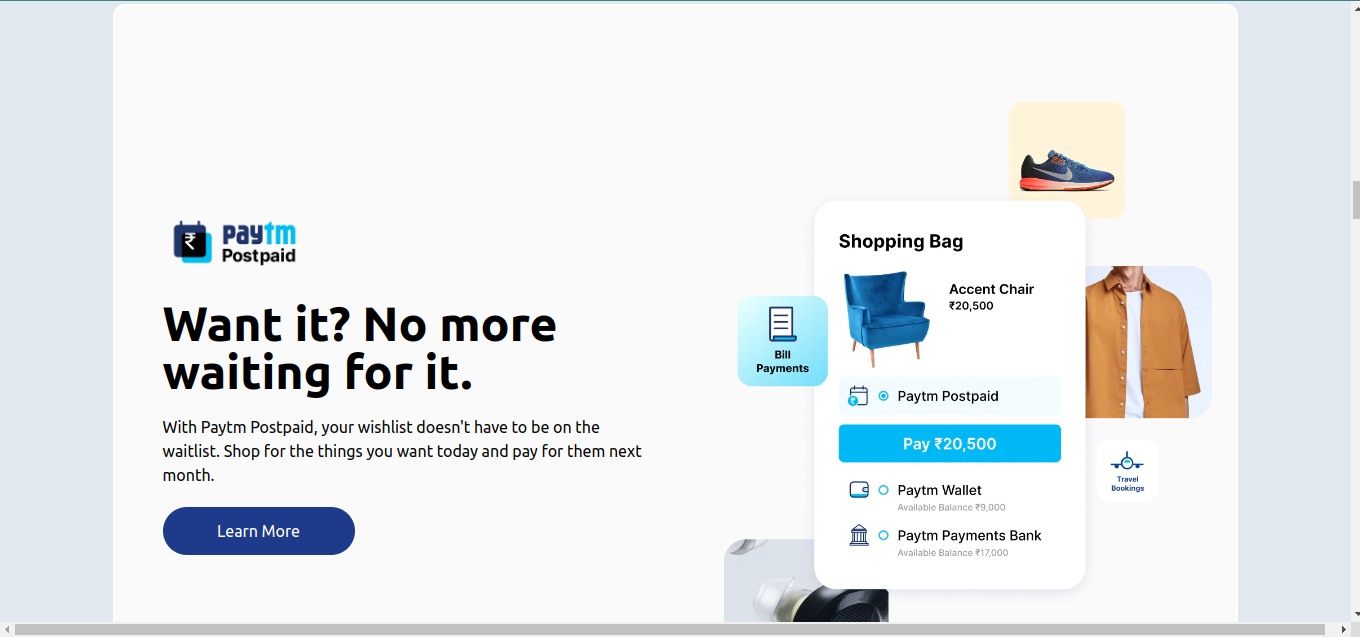 ₹
paytm
Postpaid
Want it? No more
waiting for it.
With Paytm Postpaid, your wishlist doesn't have to be on the
waitlist. Shop for the things you want today and pay for them next
month.
Learn More
Shopping Bag
Accent Chair
₹20,500
Bill
Payments
₹
Paytm Postpaid
Pay ₹20,500
Paytm Wallet
Available Balance ₹9,000
Paytm Payments Bank
Available Balance ₹17,000
Travel
Bookings